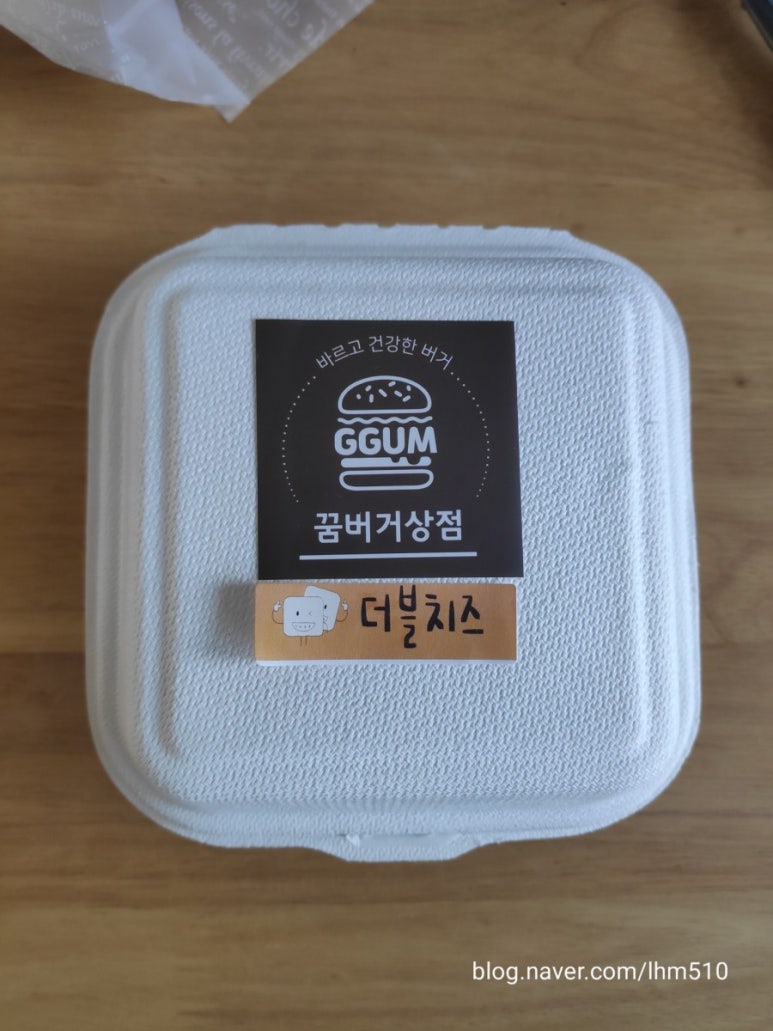 바르고 건강한 버거
GGUM
꿈버거상점
더블치즈
blog.naver.com/lhm510